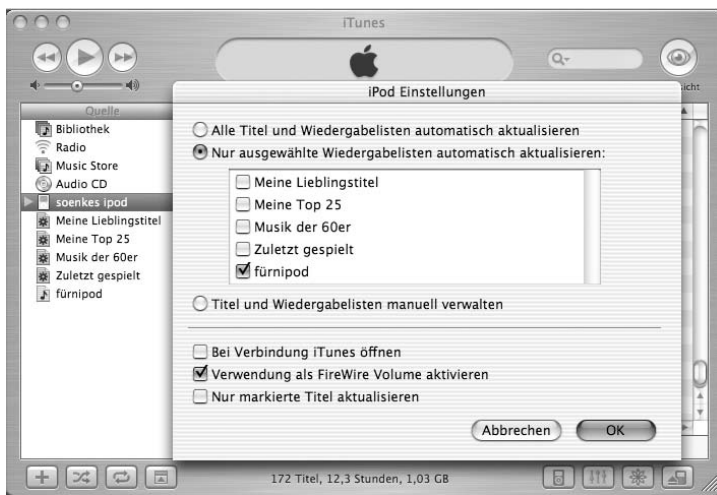 iTunes
iPod Einstellungen
Quelle
Bibliothek
Radio
Music Store
Audio CD
soenkes ipod
Meine Lieblingstitel
Meine Top 25
Musik der 60er
Zuletzt gespielt
fürnipod
Alle Titel und Wiedergabelisten automatisch aktualisieren
Nur ausgewählte Wiedergabelisten automatisch aktualisieren:
Meine Lieblingstitel
Meine Top 25
Musik der 60er
Zuletzt gespielt
fürnipod
Titel und Wiedergabelisten manuell verwalten
Bei Verbindung iTunes öffnen
Verwendung als FireWire Volume aktivieren
Nur markierte Titel aktualisieren
Abbrechen OK
172 Titel, 12,3 Stunden, 1,03 GB